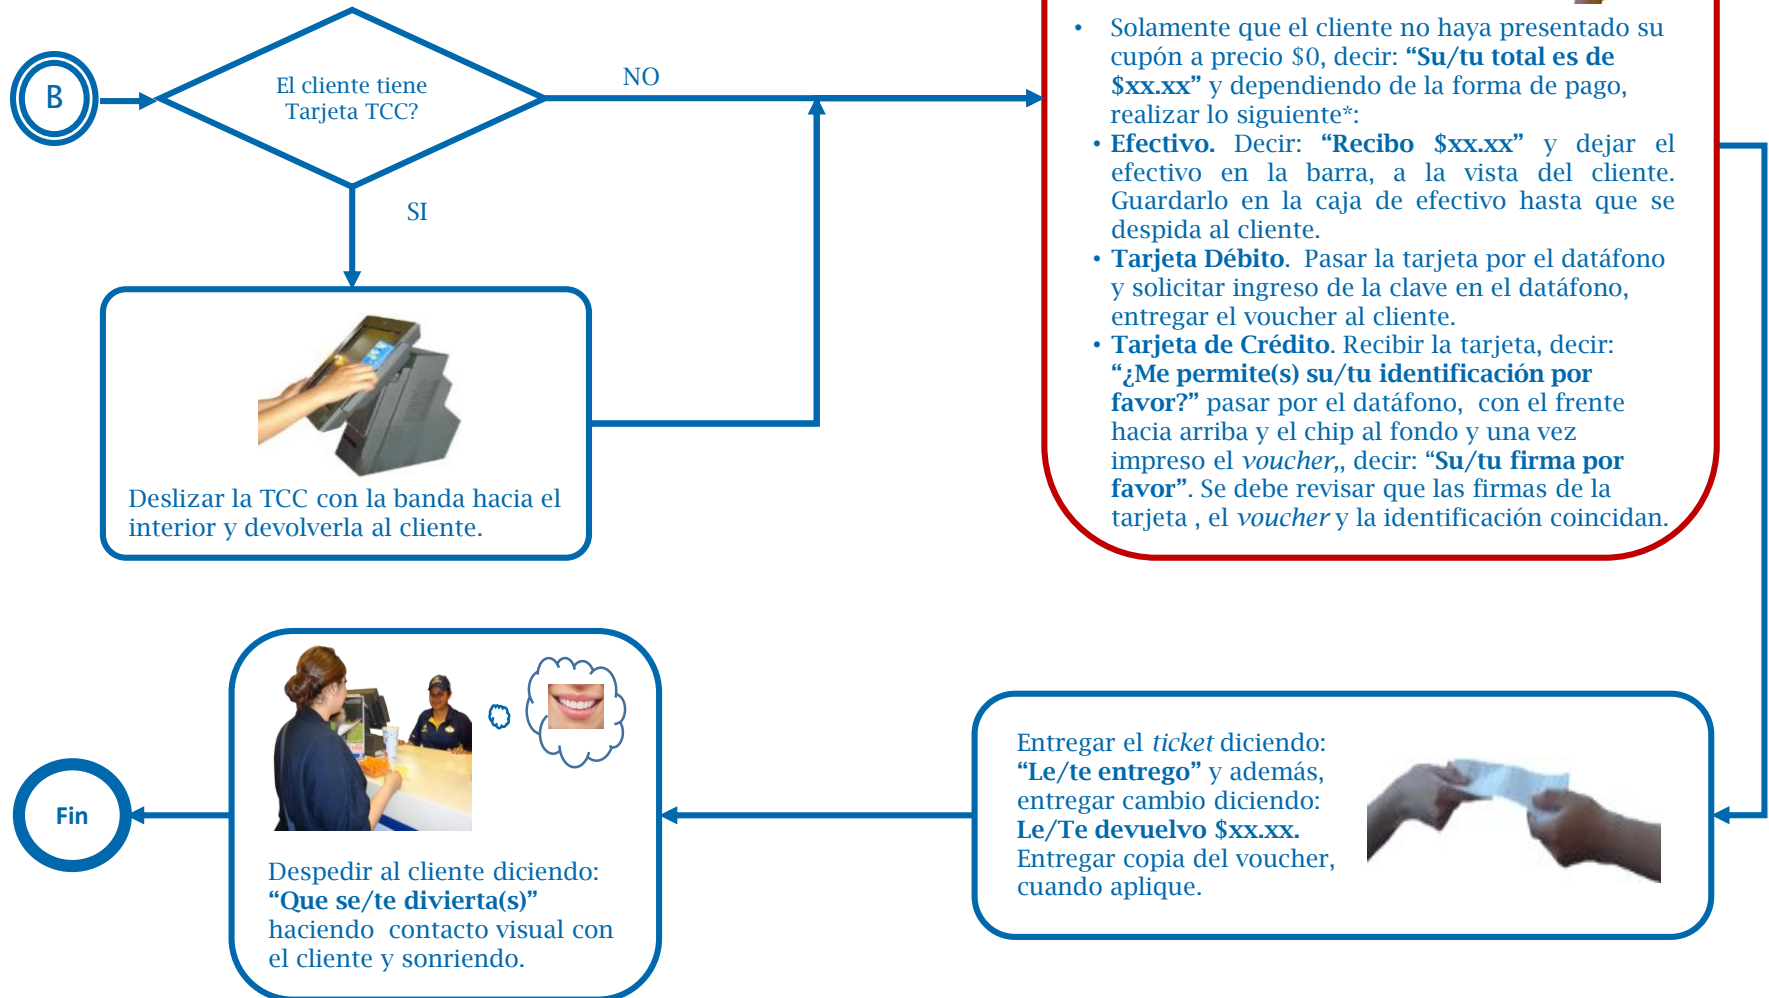 B
El cliente tiene
Tarjeta TCC?
NO
SI
Deslizar la TCC con la banda hacia el
interior y devolverla al cliente.
• Solamente que el cliente no haya presentado su
cupón a precio $0, decir: “Su/tu total es de
$xx.xx” y dependiendo de la forma de pago,
realizar lo siguiente*:
• Efectivo. Decir: “Recibo $xx.xx” y dejar el
efectivo en la barra, a la vista del cliente.
Guardarlo en la caja de efectivo hasta que se
despida al cliente.
• Tarjeta Débito. Pasar la tarjeta por el datáfono
y solicitar ingreso de la clave en el datáfono,
entregar el voucher al cliente.
• Tarjeta de Crédito. Recibir la tarjeta, decir:
“¿Me permite(s) su/tu identificación por
favor?” pasar por el datáfono, con el frente
hacia arriba y el chip al fondo y una vez
impreso el voucher,, decir: “Su/tu firma por
favor”. Se debe revisar que las firmas de la
tarjeta , el voucher y la identificación coincidan.
Entregar el ticket diciendo:
“Le/te entrego” y además,
entregar cambio diciendo:
Le/Te devuelvo $xx.xx.
Entregar copia del voucher,
cuando aplique.
Despedir al cliente diciendo:
“Que se/te divierta(s)”
haciendo contacto visual con
el cliente y sonriendo.
Fin